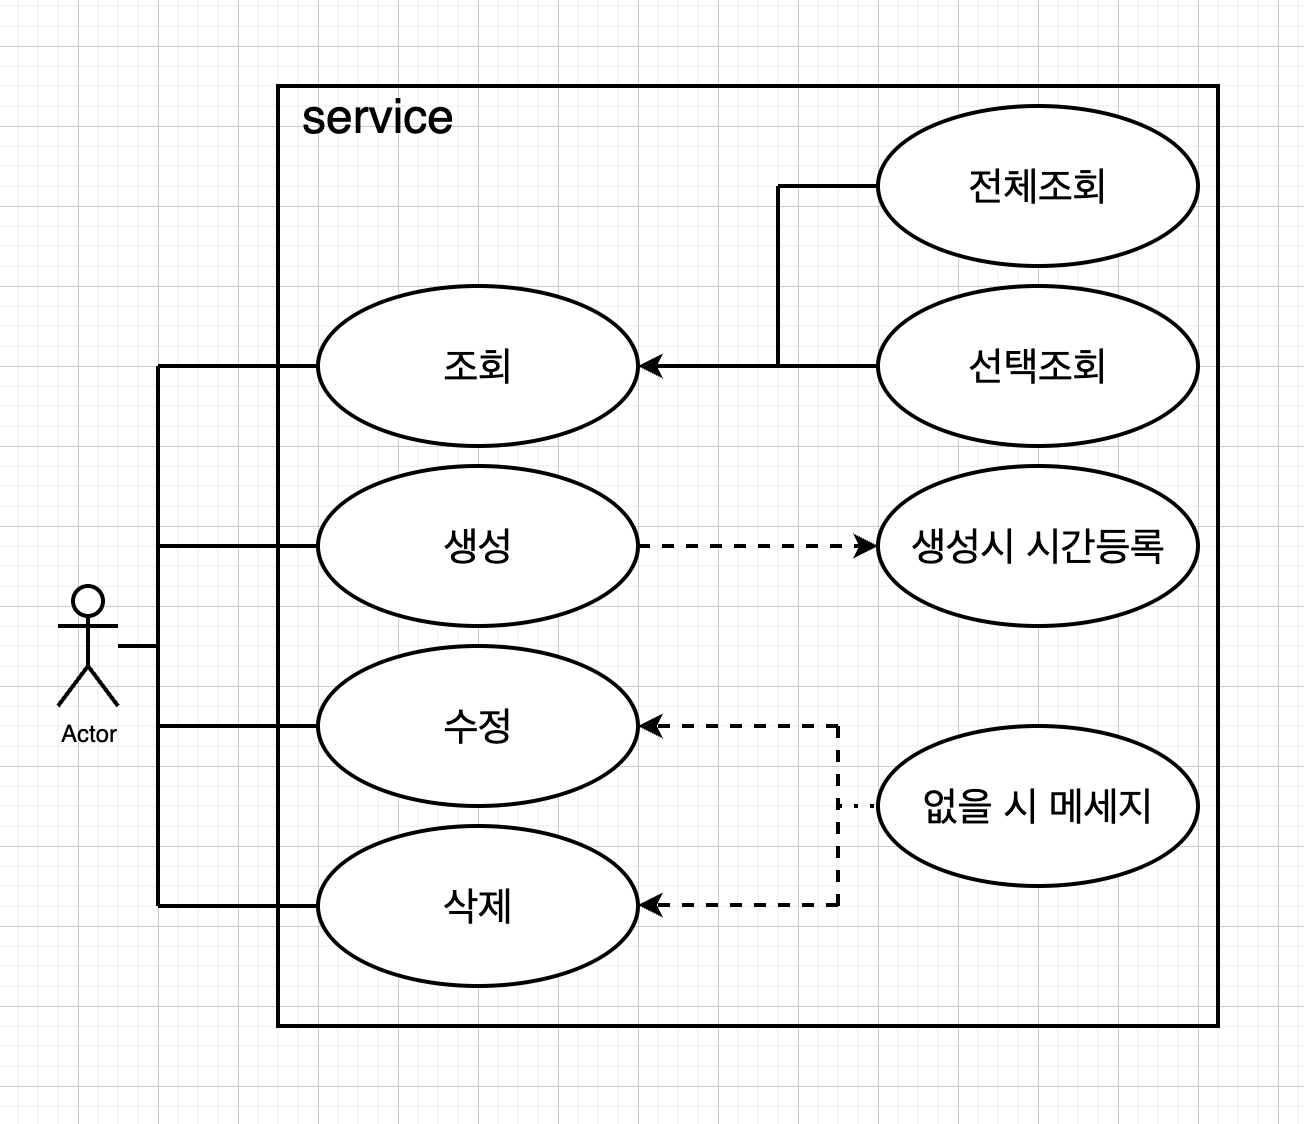 service
전체조회
조회
선택조회
생성
생성시 시간등록
Actor
수정
없을 시 메세지
삭제